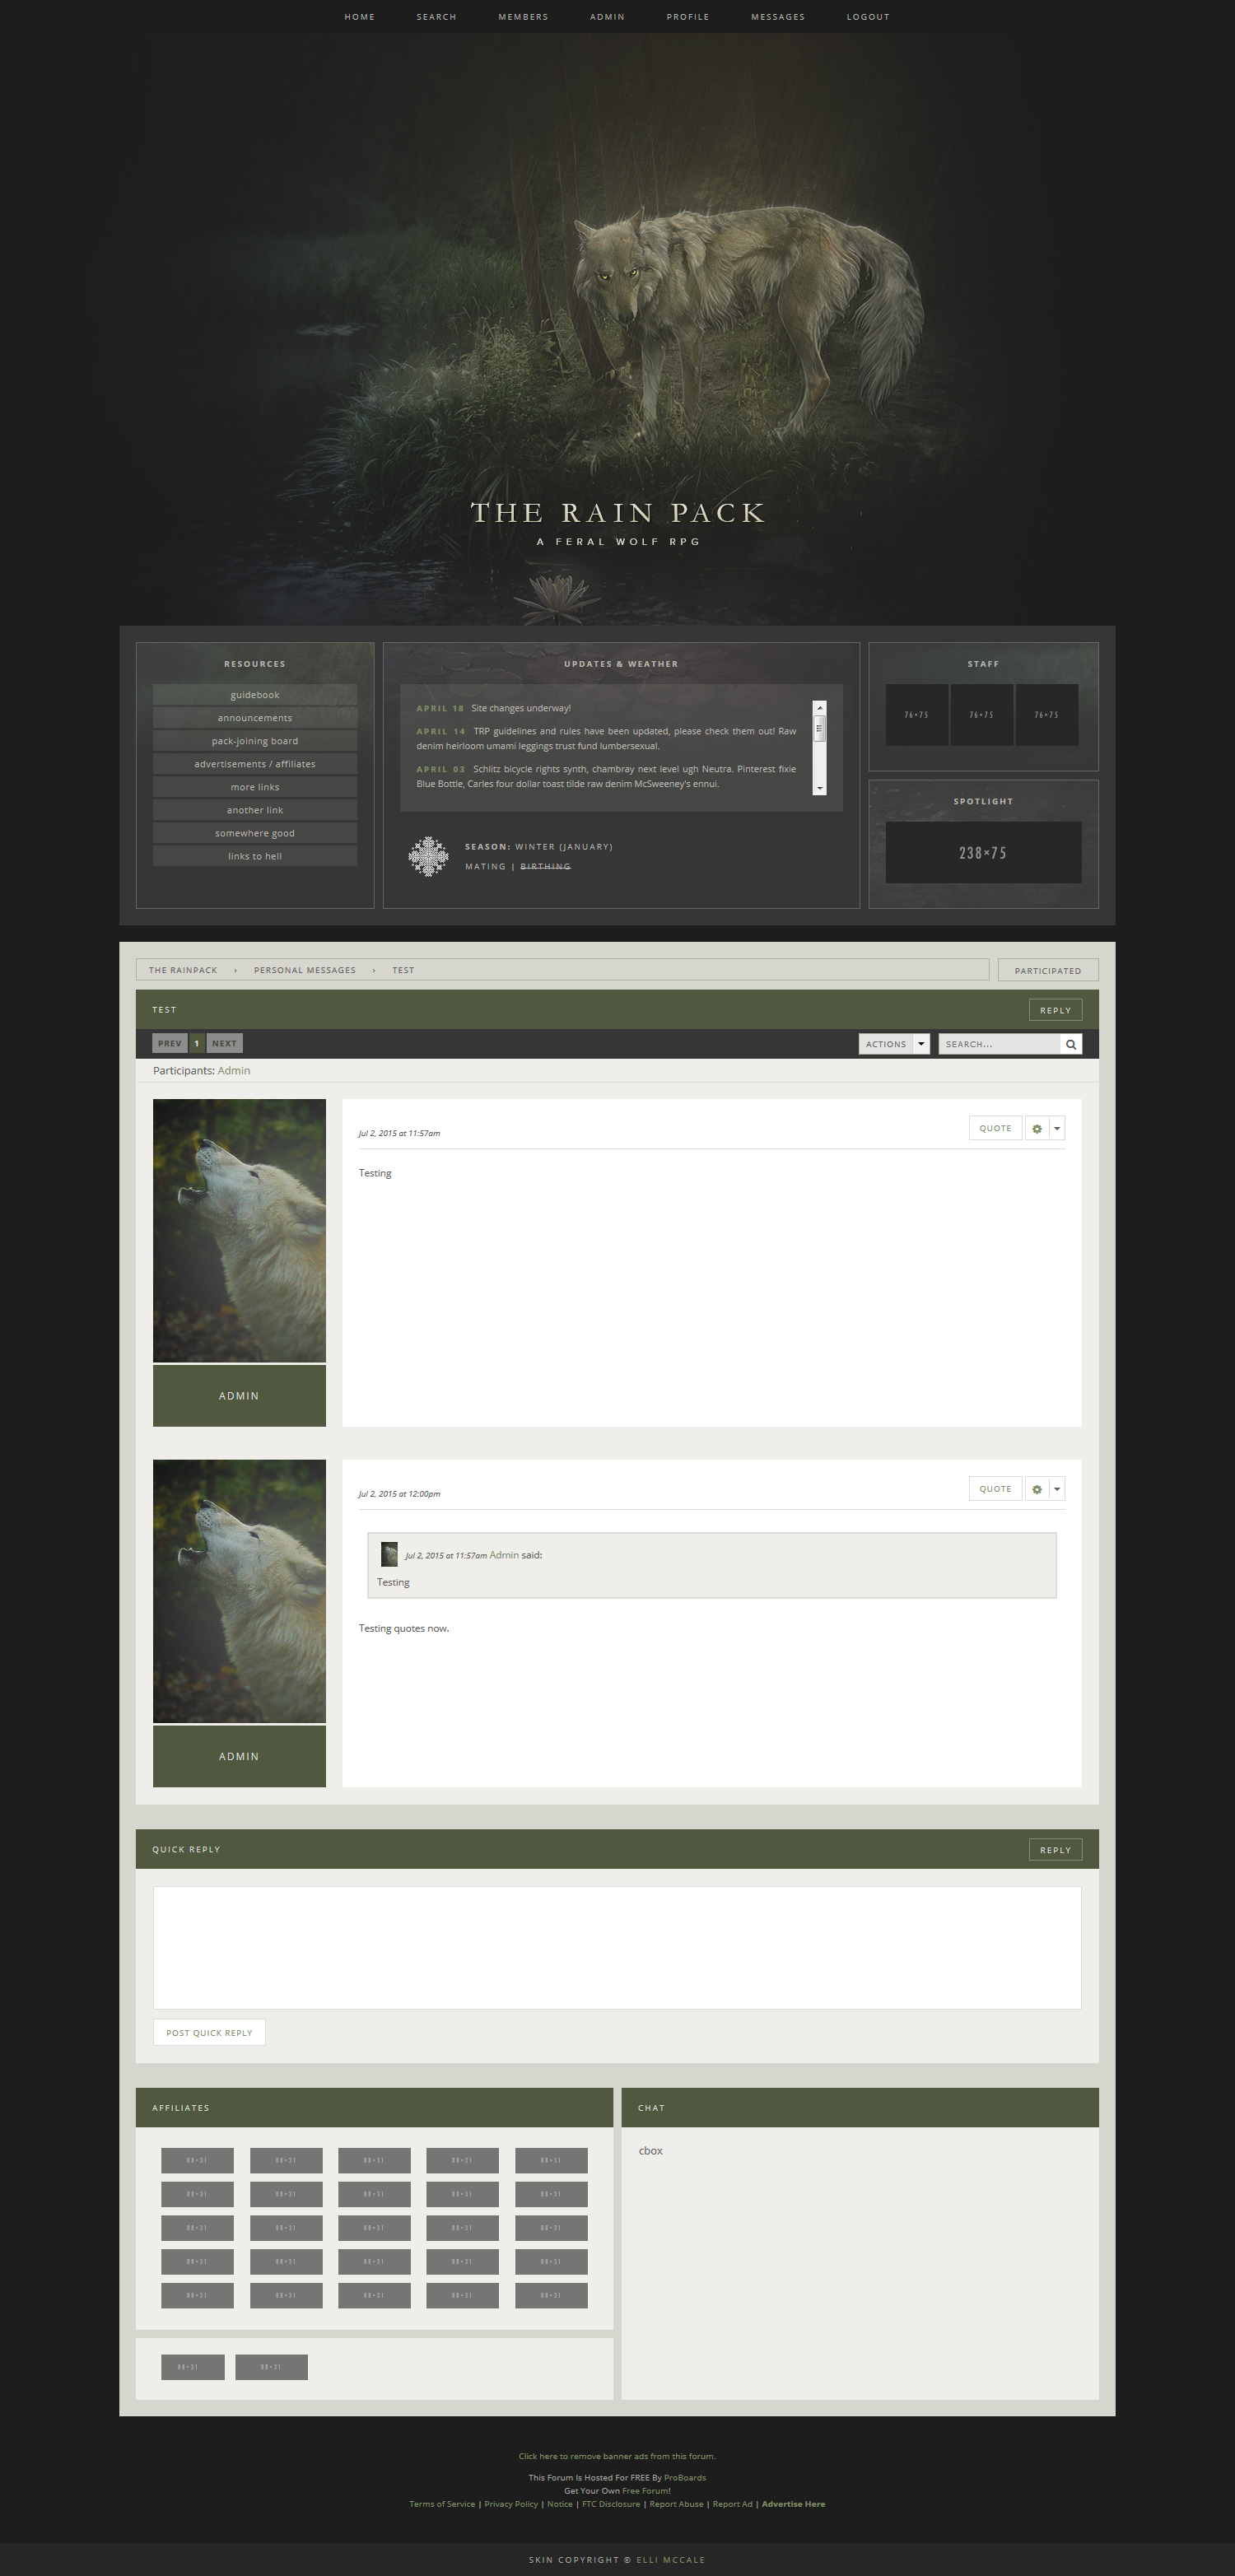 HOME SEARCH MEMBERS ADMIN PROFILE MESSAGES LOGOUT
THE RAIN PACK
A FERAL WOLF RPG
RESOURCES
guidebook
announcements
pack-joining board
advertisements / affiliates
more links
another link
somewhere good
links to hell
UPDATES & WEATHER
APRIL 18 Site changes underway!
APRIL 14 TRP guidelines and rules have been updated, please check them out! Raw
denim heirloom umami leggings trust fund lumbersexual.
APRIL 03 Schlitz bicycle rights synth, chambray next level ugh Neutra. Pinterest fixie
Blue Bottle, Carles four dollar toast tilde raw denim McSweeney's ennui.
SEASON: WINTER (JANUARY)
MATING | BIRTHING
STAFF
76×75 76×75 76×75
SPOTLIGHT
238×75
THE RAINPACK › PERSONAL MESSAGES › TEST
PARTICIPATED
TEST
REPLY
PREV 1 NEXT
ACTIONS
SEARCH...
Participants: Admin
Jul 2, 2015 at 11:57am
QUOTE
Testing
ADMIN
Jul 2, 2015 at 12:00pm
QUOTE
Jul 2, 2015 at 11:57am Admin said:
Testing
Testing quotes now.
ADMIN
QUICK REPLY
REPLY
POST QUICK REPLY
AFFILIATES
88×31 88×31 88×31 88×31 88×31
88×31 88×31 88×31 88×31 88×31
88×31 88×31 88×31 88×31 88×31
88×31 88×31 88×31 88×31 88×31
88×31 88×31 88×31 88×31 88×31
88×31 88×31
CHAT
cbox
Click here to remove banner ads from this forum.
This Forum Is Hosted For FREE By ProBoards
Get Your Own Free Forum!
Terms of Service | Privacy Policy | Notice | FTC Disclosure | Report Abuse | Report Ad | Advertise Here
SKIN COPYRIGHT © ELLI MCCALE